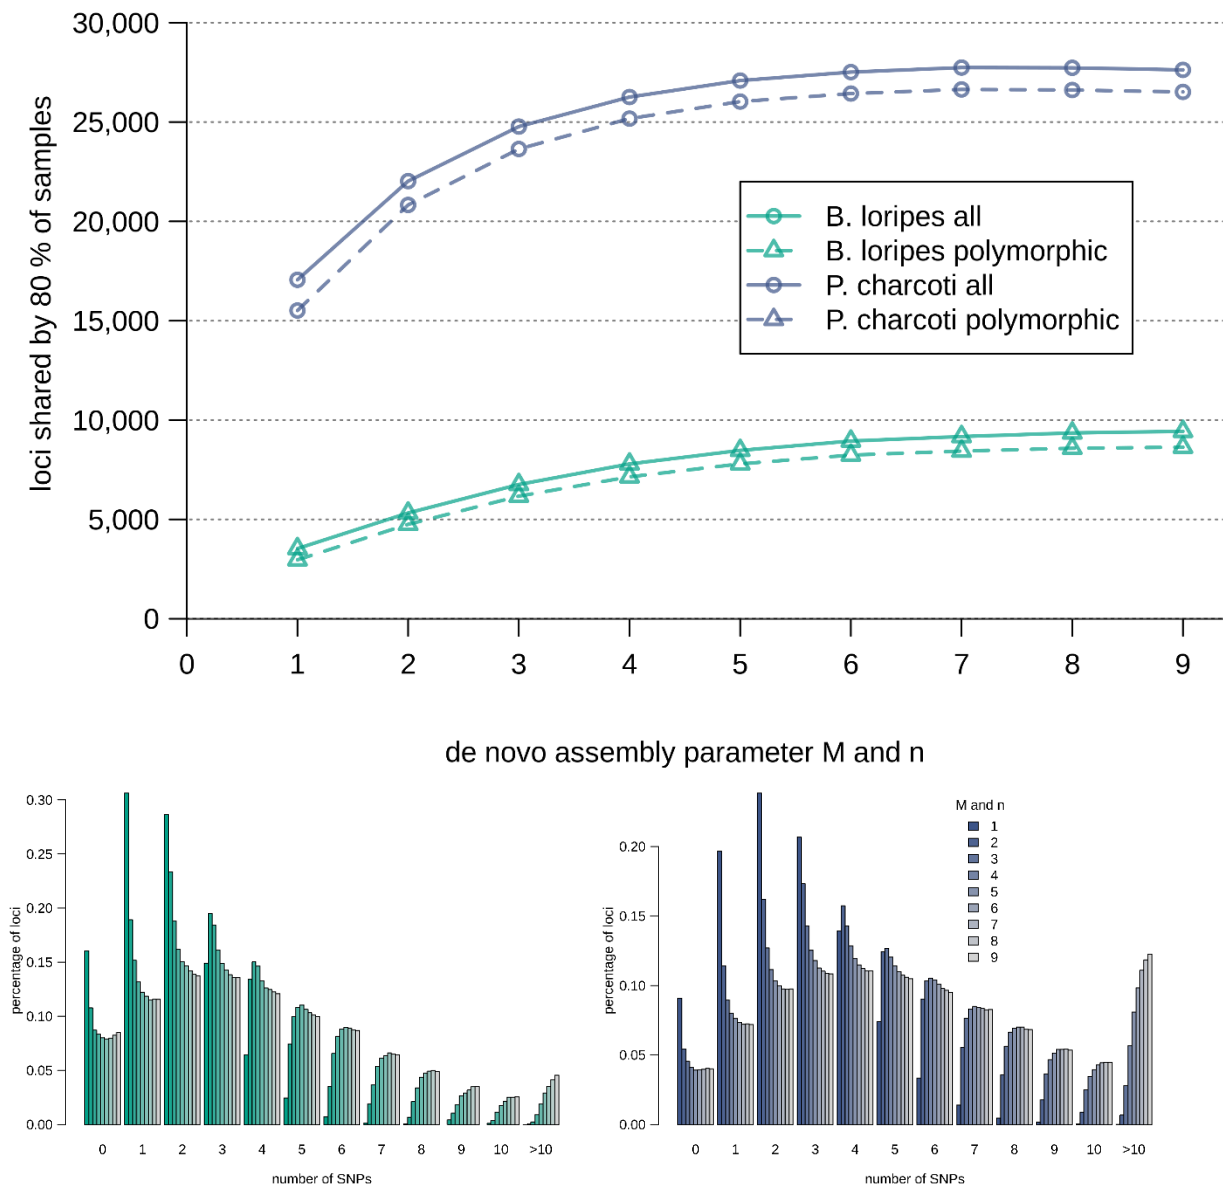 30,000
25,000
20,000
15,000
10,000
5,000
0
loci shared by 80 % of samples
B. loripes all
B. loripes polymorphic
P. charcoti all
P. charcoti polymorphic
0 1 2 3 4 5 6 7 8 9
de novo assembly parameter M and n
0.30
0.25
0.20
0.15
0.10
0.05
0.00
percentage of loci
0 1 2 3 4 5 6 7 8 9 10 >10
number of SNPs
0.20
0.15
0.10
0.05
0.00
percentage of loci
M and n
1
2
3
4
5
6
7
8
9
0 1 2 3 4 5 6 7 8 9 10 >10
number of SNPs